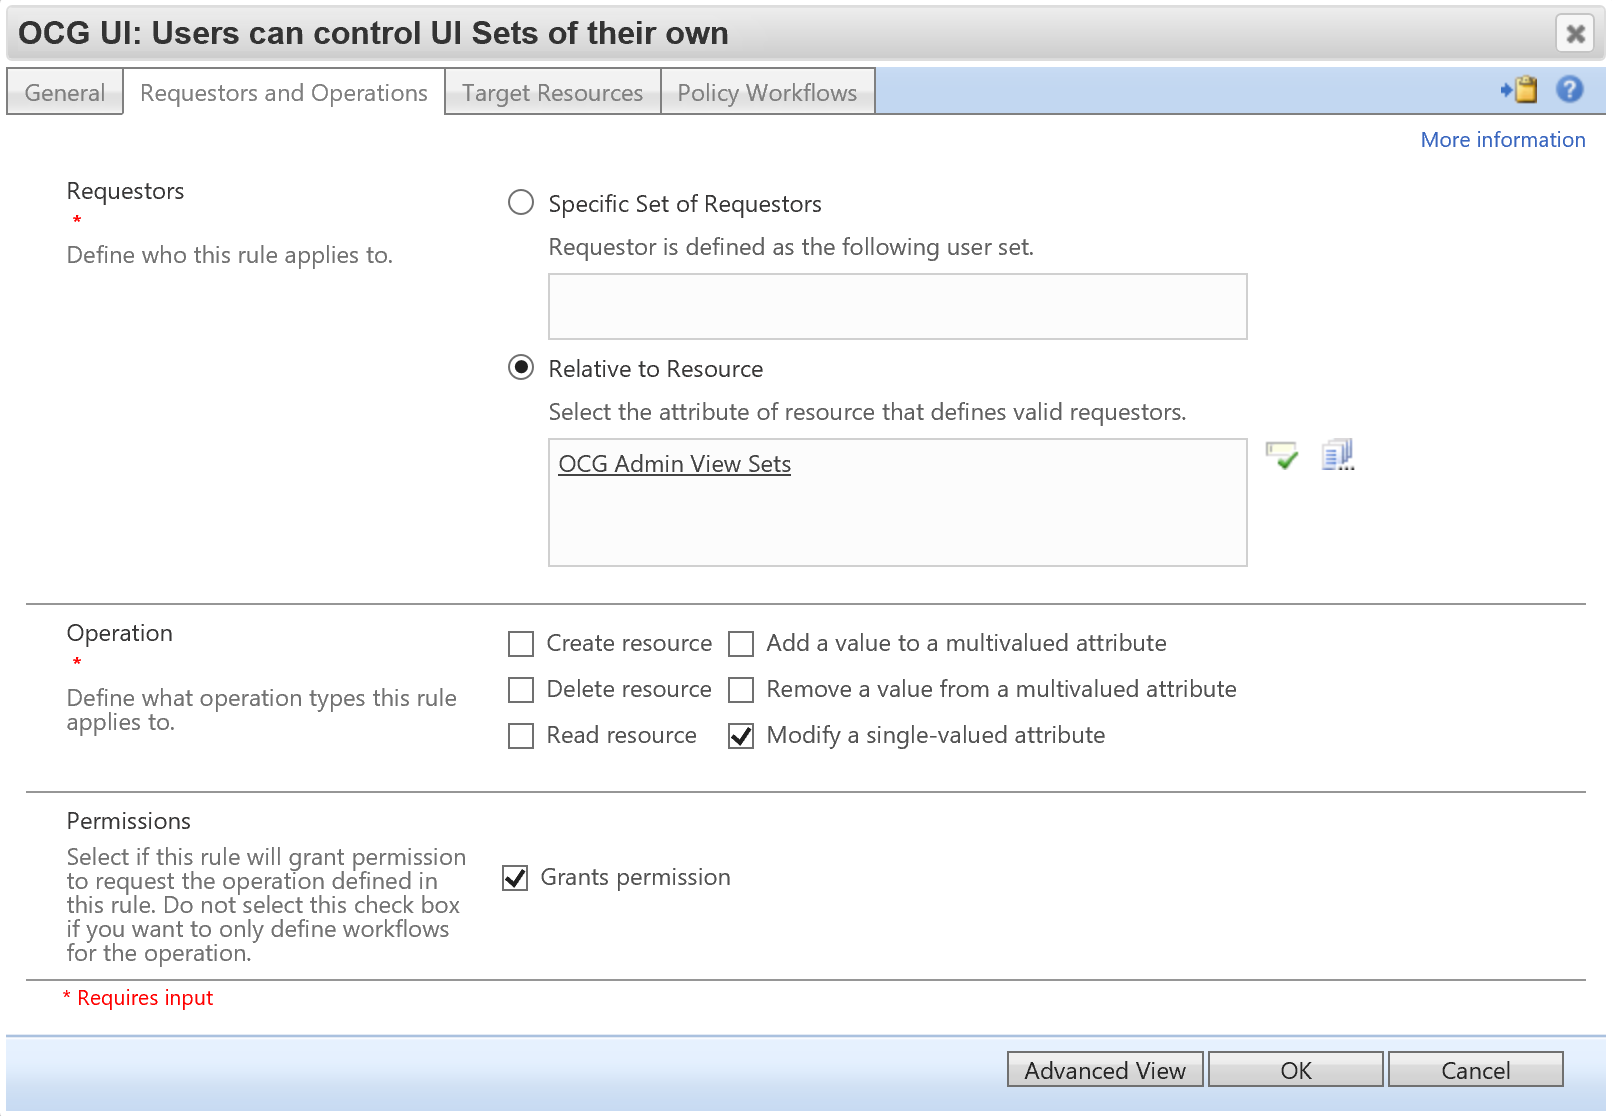 OCG UI: Users can control UI Sets of their own
General
Requestors and Operations
Target Resources
Policy Workflows
More information
Requestors
*
Define who this rule applies to.
Specific Set of Requestors
Requestor is defined as the following user set.
Relative to Resource
Select the attribute of resource that defines valid requestors.
OCG Admin View Sets
Operation
*
Define what operation types this rule
applies to.
Create resource
Add a value to a multivalued attribute
Delete resource
Remove a value from a multivalued attribute
Read resource
Modify a single-valued attribute
Permissions
Select if this rule will grant permission
to request the operation defined in
this rule. Do not select this check box
if you want to only define workflows
for the operation.
Grants permission
* Requires input
Advanced View
OK
Cancel